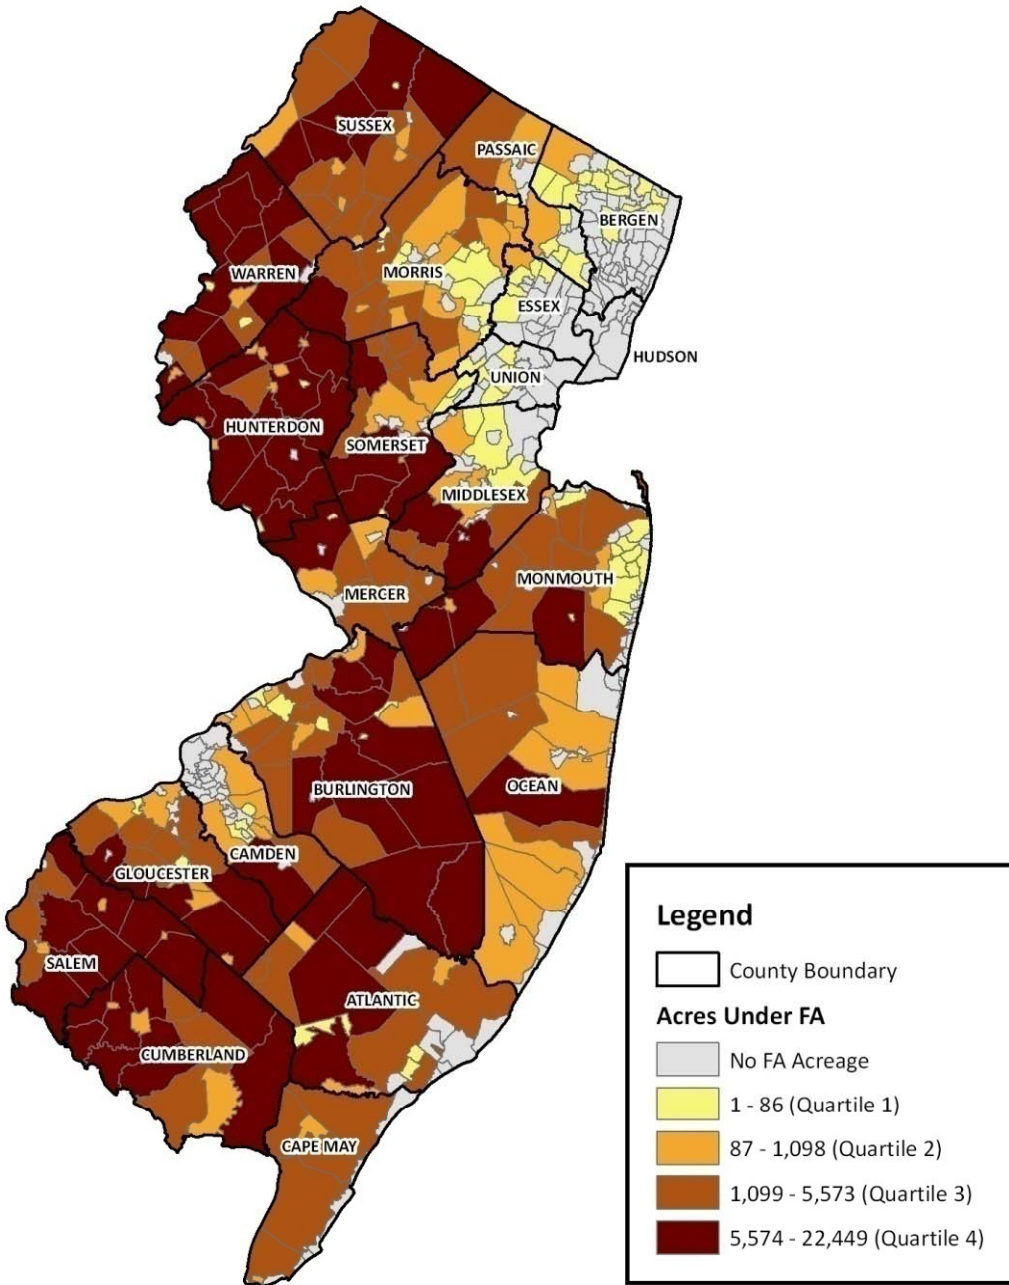 SUSSEX
PASSAIC
BERGEN
WARREN
MORRIS
ESSEX
HUDSON
UNION
HUNTERDON
SOMERSET
MIDDLESEX
MONMOUTH
MERCER
BURLINGTON
OCEAN
CAMDEN
GLOUCESTER
SALEM
ATLANTIC
CUMBERLAND
CAPE MAY
Legend
County Boundary
Acres Under FA
No FA Acreage
1 - 86 (Quartile 1)
87 - 1,098 (Quartile 2)
1,099 - 5,573 (Quartile 3)
5,574 - 22,449 (Quartile 4)